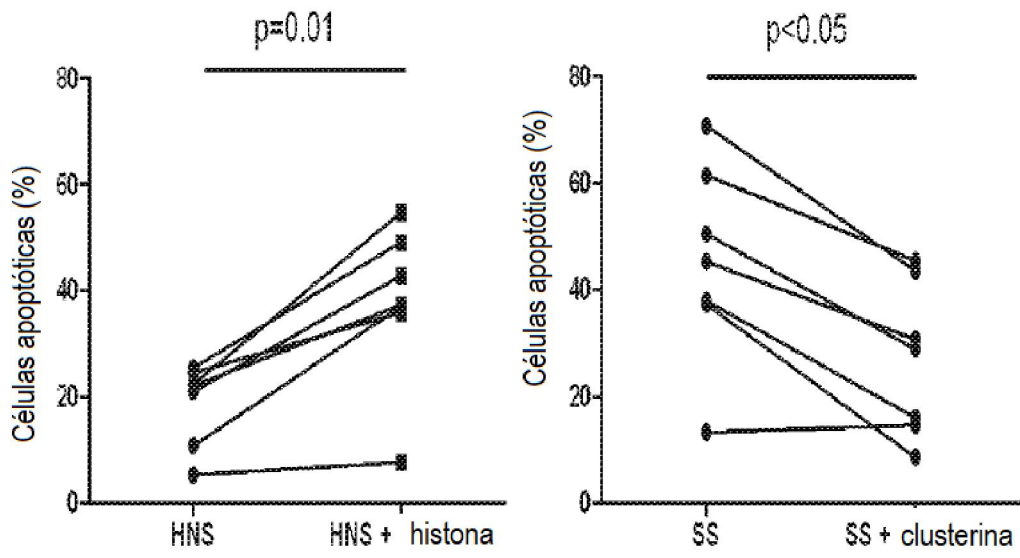 p=0.01
80
60
40
20
0
Células apoptóticas (%)
HNS
HNS + histona
p<0.05
80
60
40
20
0
Células apoptóticas (%)
SS
SS + clusterina